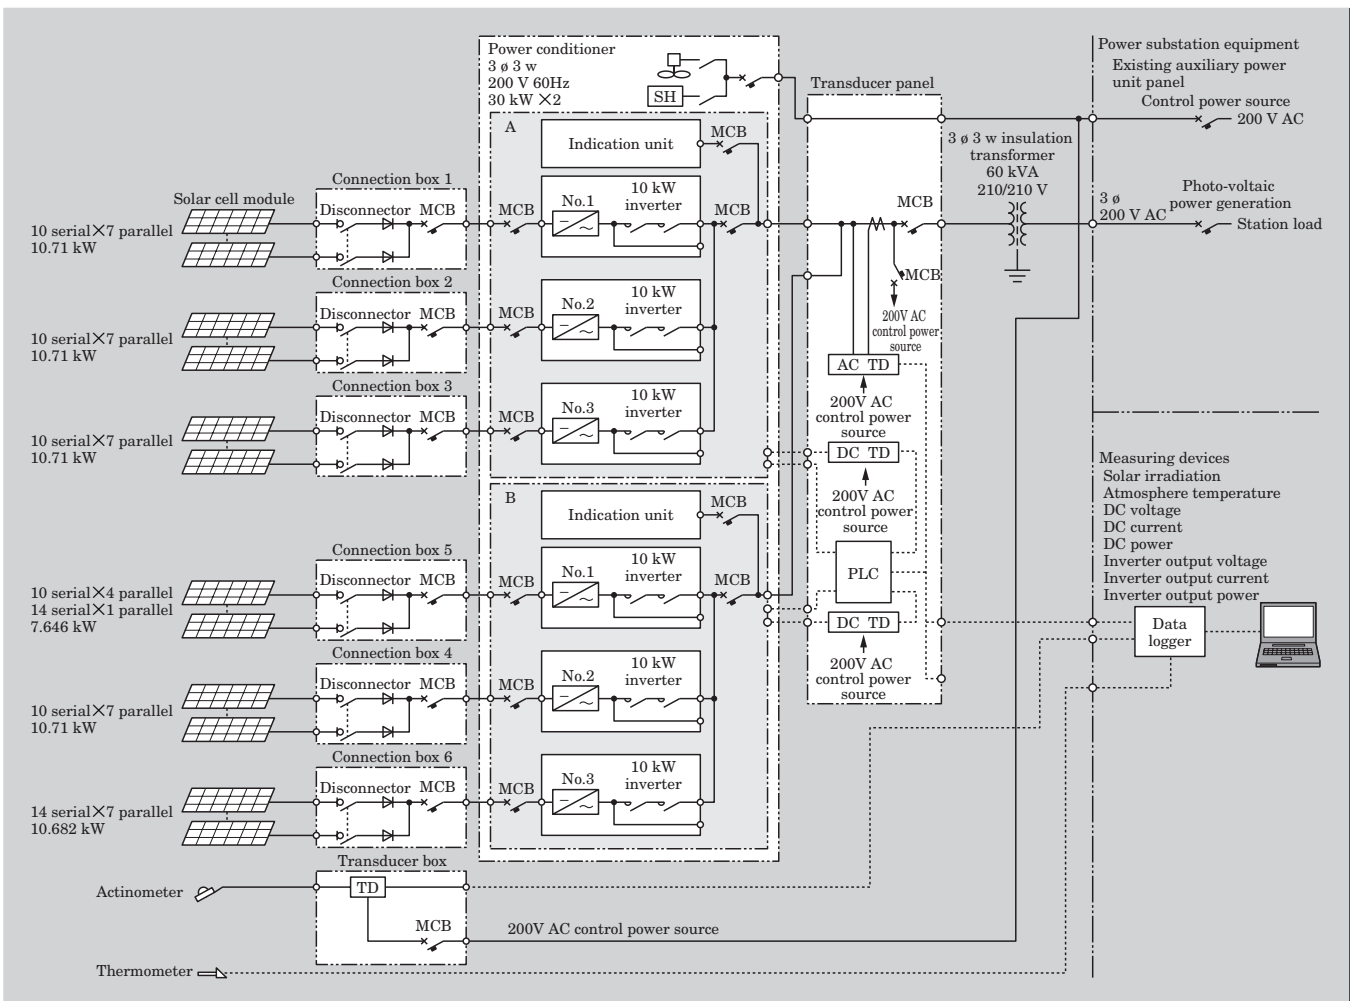 Power conditioner
3 ø 3 w
200 V 60Hz
30 kW ×2
SH
Transducer panel
Power substation equipment
Existing auxiliary power
unit panel
Control power source
200 V AC
3 ø 3 w insulation
transformer
60 kVA
210/210 V
3 ø
200 V AC
Photo-voltaic
power generation
Station load
MCB
MCB
200V AC
control power
source
AC TD
200V AC
control power
source
DC TD
200V AC
control power
source
PLC
DC TD
200V AC
control power
source
A
Indication unit
MCB
Solar cell module
10 serial×7 parallel
10.71 kW
Connection box 1
Disconnector
MCB
MCB
No.1
10 kW
inverter
MCB
10 serial×7 parallel
10.71 kW
Connection box 2
Disconnector
MCB
MCB
No.2
10 kW
inverter
10 serial×7 parallel
10.71 kW
Connection box 3
Disconnector
MCB
MCB
No.3
10 kW
inverter
B
Indication unit
MCB
10 serial×4 parallel
14 serial×1 parallel
7.646 kW
Connection box 5
Disconnector
MCB
MCB
No.1
10 kW
inverter
MCB
10 serial×7 parallel
10.71 kW
Connection box 4
Disconnector
MCB
MCB
No.2
10 kW
inverter
14 serial×7 parallel
10.682 kW
Connection box 6
Disconnector
MCB
MCB
No.3
10 kW
inverter
Measuring devices
Solar irradiation
Atmosphere temperature
DC voltage
DC current
DC power
Inverter output voltage
Inverter output current
Inverter output power
Data
logger
Transducer box
Actinometer
TD
MCB
200V AC control power source
Thermometer